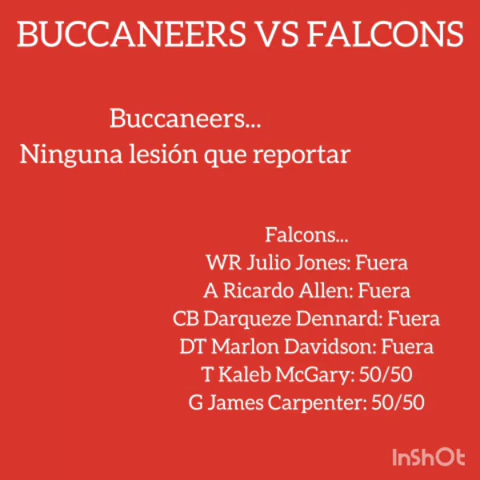 BUCCANEERS VS FALCONS
Buccaneers...
Ninguna lesión que reportar
Falcons...
WR Julio Jones: Fuera
A Ricardo Allen: Fuera
CB Darqueze Dennard: Fuera
DT Marlon Davidson: Fuera
T Kaleb McGary: 50/50
G James Carpenter: 50/50
InShOt